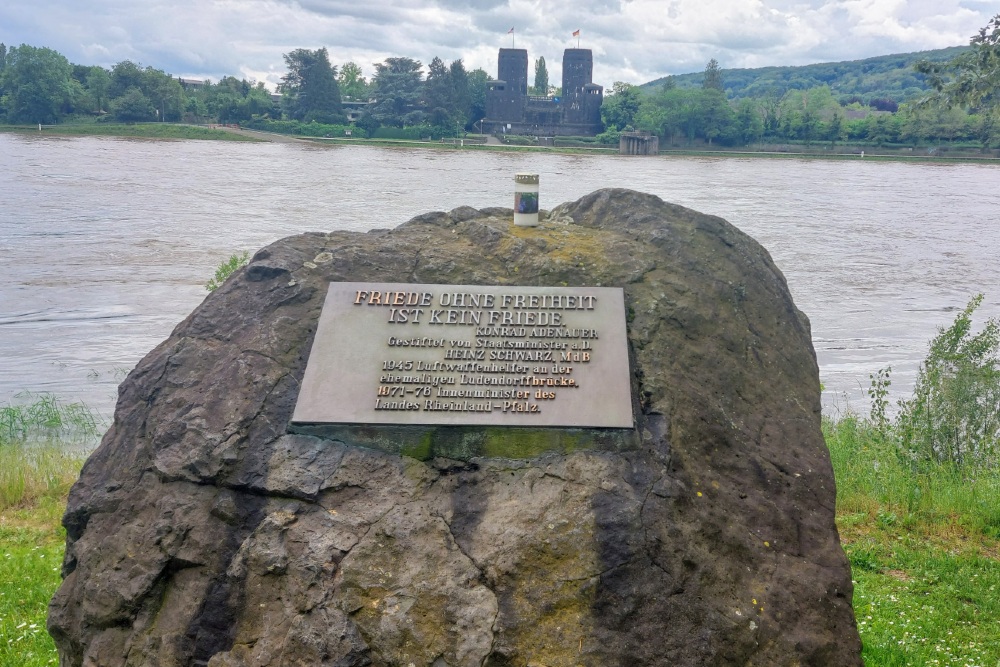 FRIEDE OHNE FREIHEIT
IST KEIN FRIEDE
KONRAD ADENAUER
Gestiftet von Staatsminister a.D.
HEINZ SCHWARZ, MdB
1945 Luftwaffenhelfer an der
ehemaligen Ludendorffbrücke,
1971-76 Innenminister des
Landes Rheinland-Pfalz.